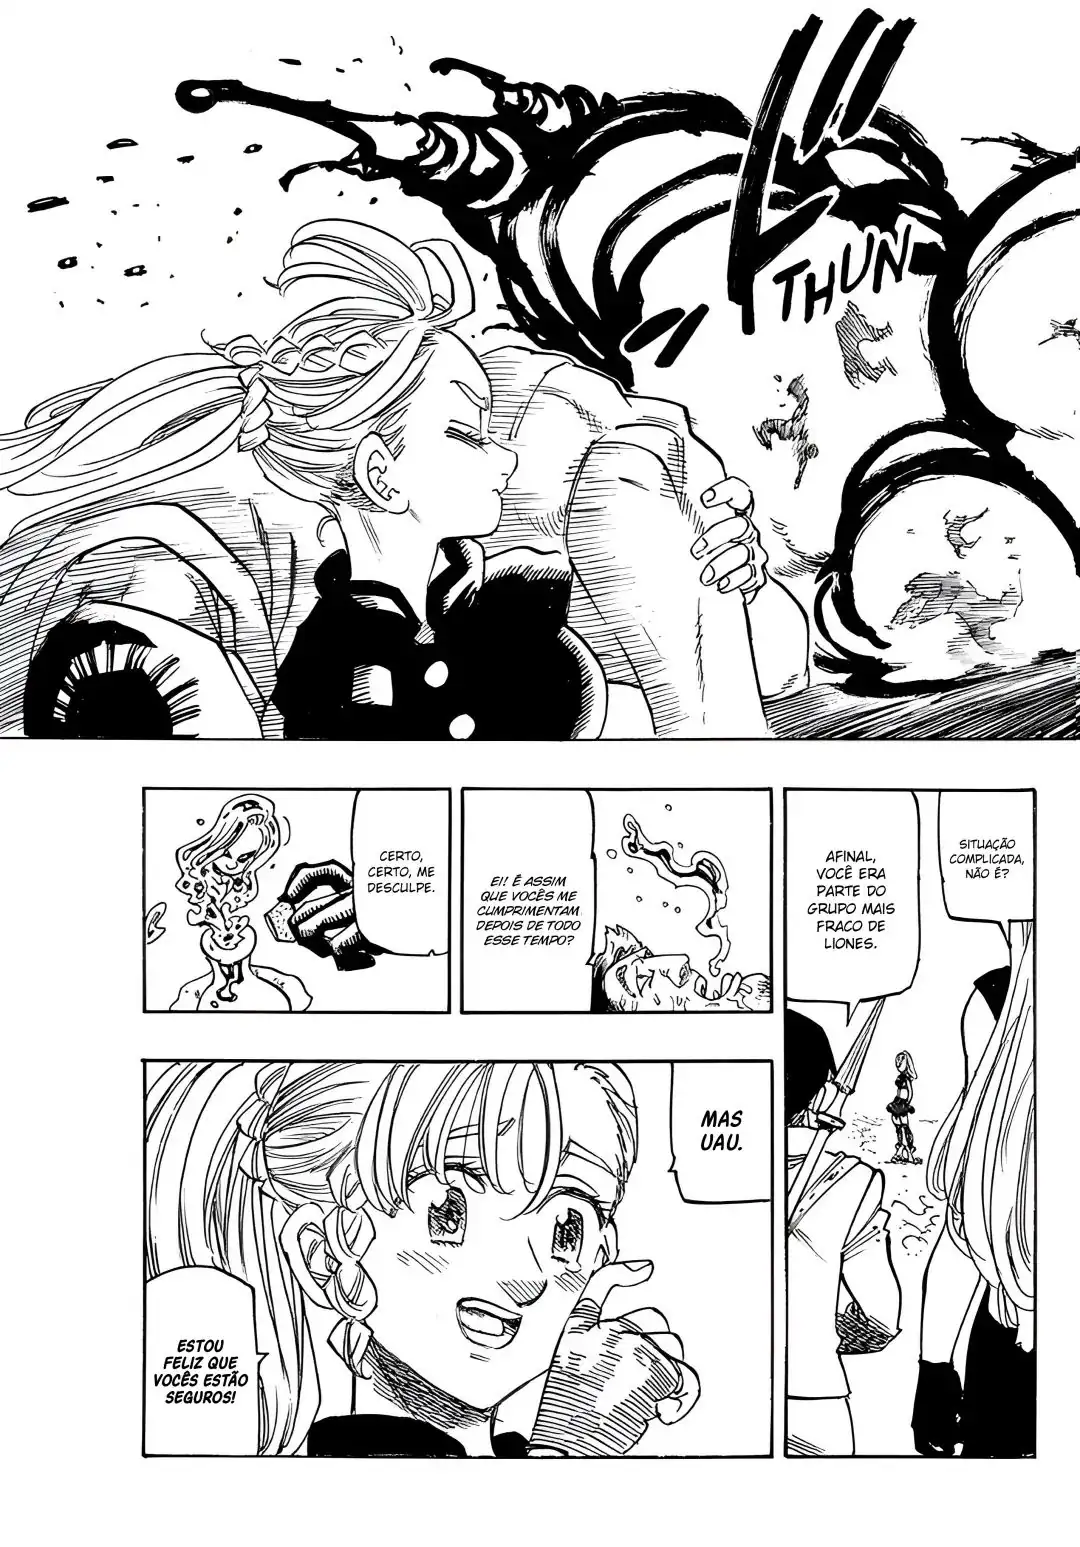 THUN
SITUAÇÃO
COMPLICADA,
NÃO É?
AFINAL,
VOCÊ ERA
PARTE DO
GRUPO MAIS
FRACO DE
LIONES.
EI! É ASSIM
QUE VOCÊS ME
CUMPRIMENTAM
DEPOIS DE TODO
ESSE TEMPO?
CERTO,
CERTO, ME
DESCULPE.
MAS
UAU.
ESTOU
FELIZ QUE
VOCÊS ESTÃO
SEGUROS!